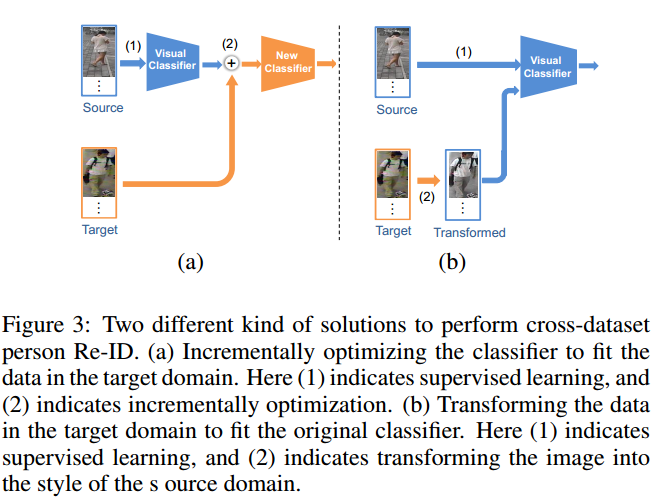 (1)
Visual
Classifier
(2)
+
New
Classifier
Source
Target
(a)
(1)
Visual
Classifier
Source
(2)
Target
Transformed
(b)
Figure 3: Two different kind of solutions to perform cross-dataset
person Re-ID. (a) Incrementally optimizing the classifier to fit the
data in the target domain. Here (1) indicates supervised learning, and
(2) indicates incrementally optimization. (b) Transforming the data
in the target domain to fit the original classifier. Here (1) indicates
supervised learning, and (2) indicates transforming the image into
the style of the s ource domain.